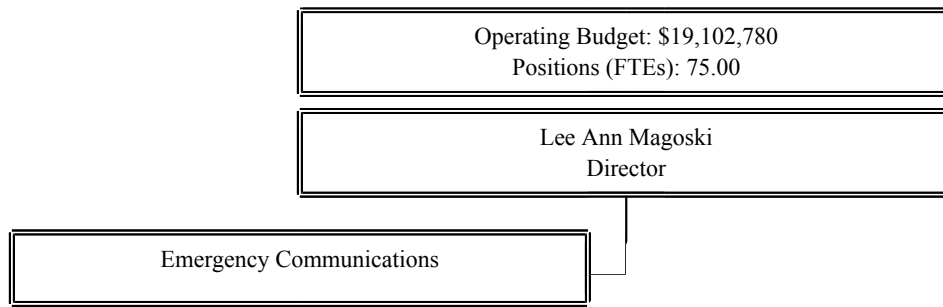 Operating Budget: $19,102,780
Positions (FTEs): 75.00
Lee Ann Magoski
Director
Emergency Communications